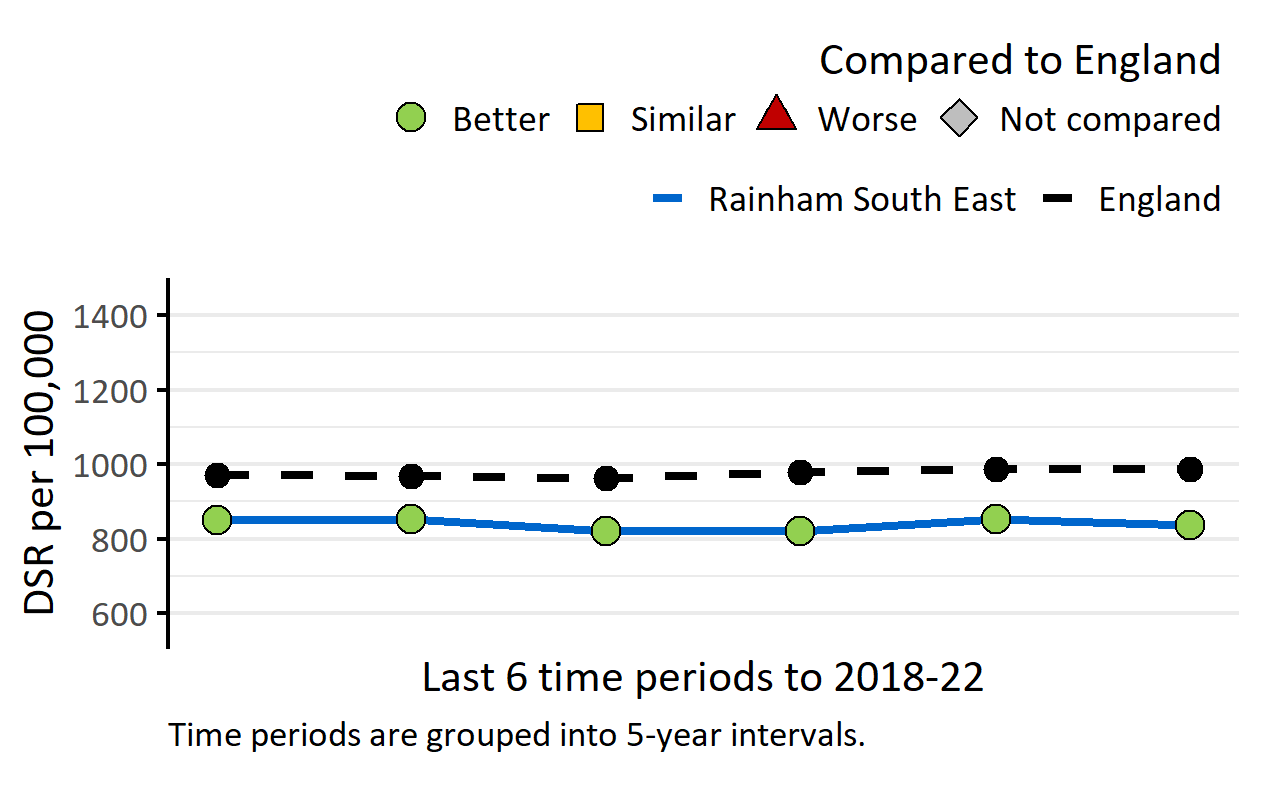 Compared to England
Better Similar Worse Not compared
Rainham South East England
DSR per 100,000
1400
1200
1000
800
600
Last 6 time periods to 2018-22
Time periods are grouped into 5-year intervals.